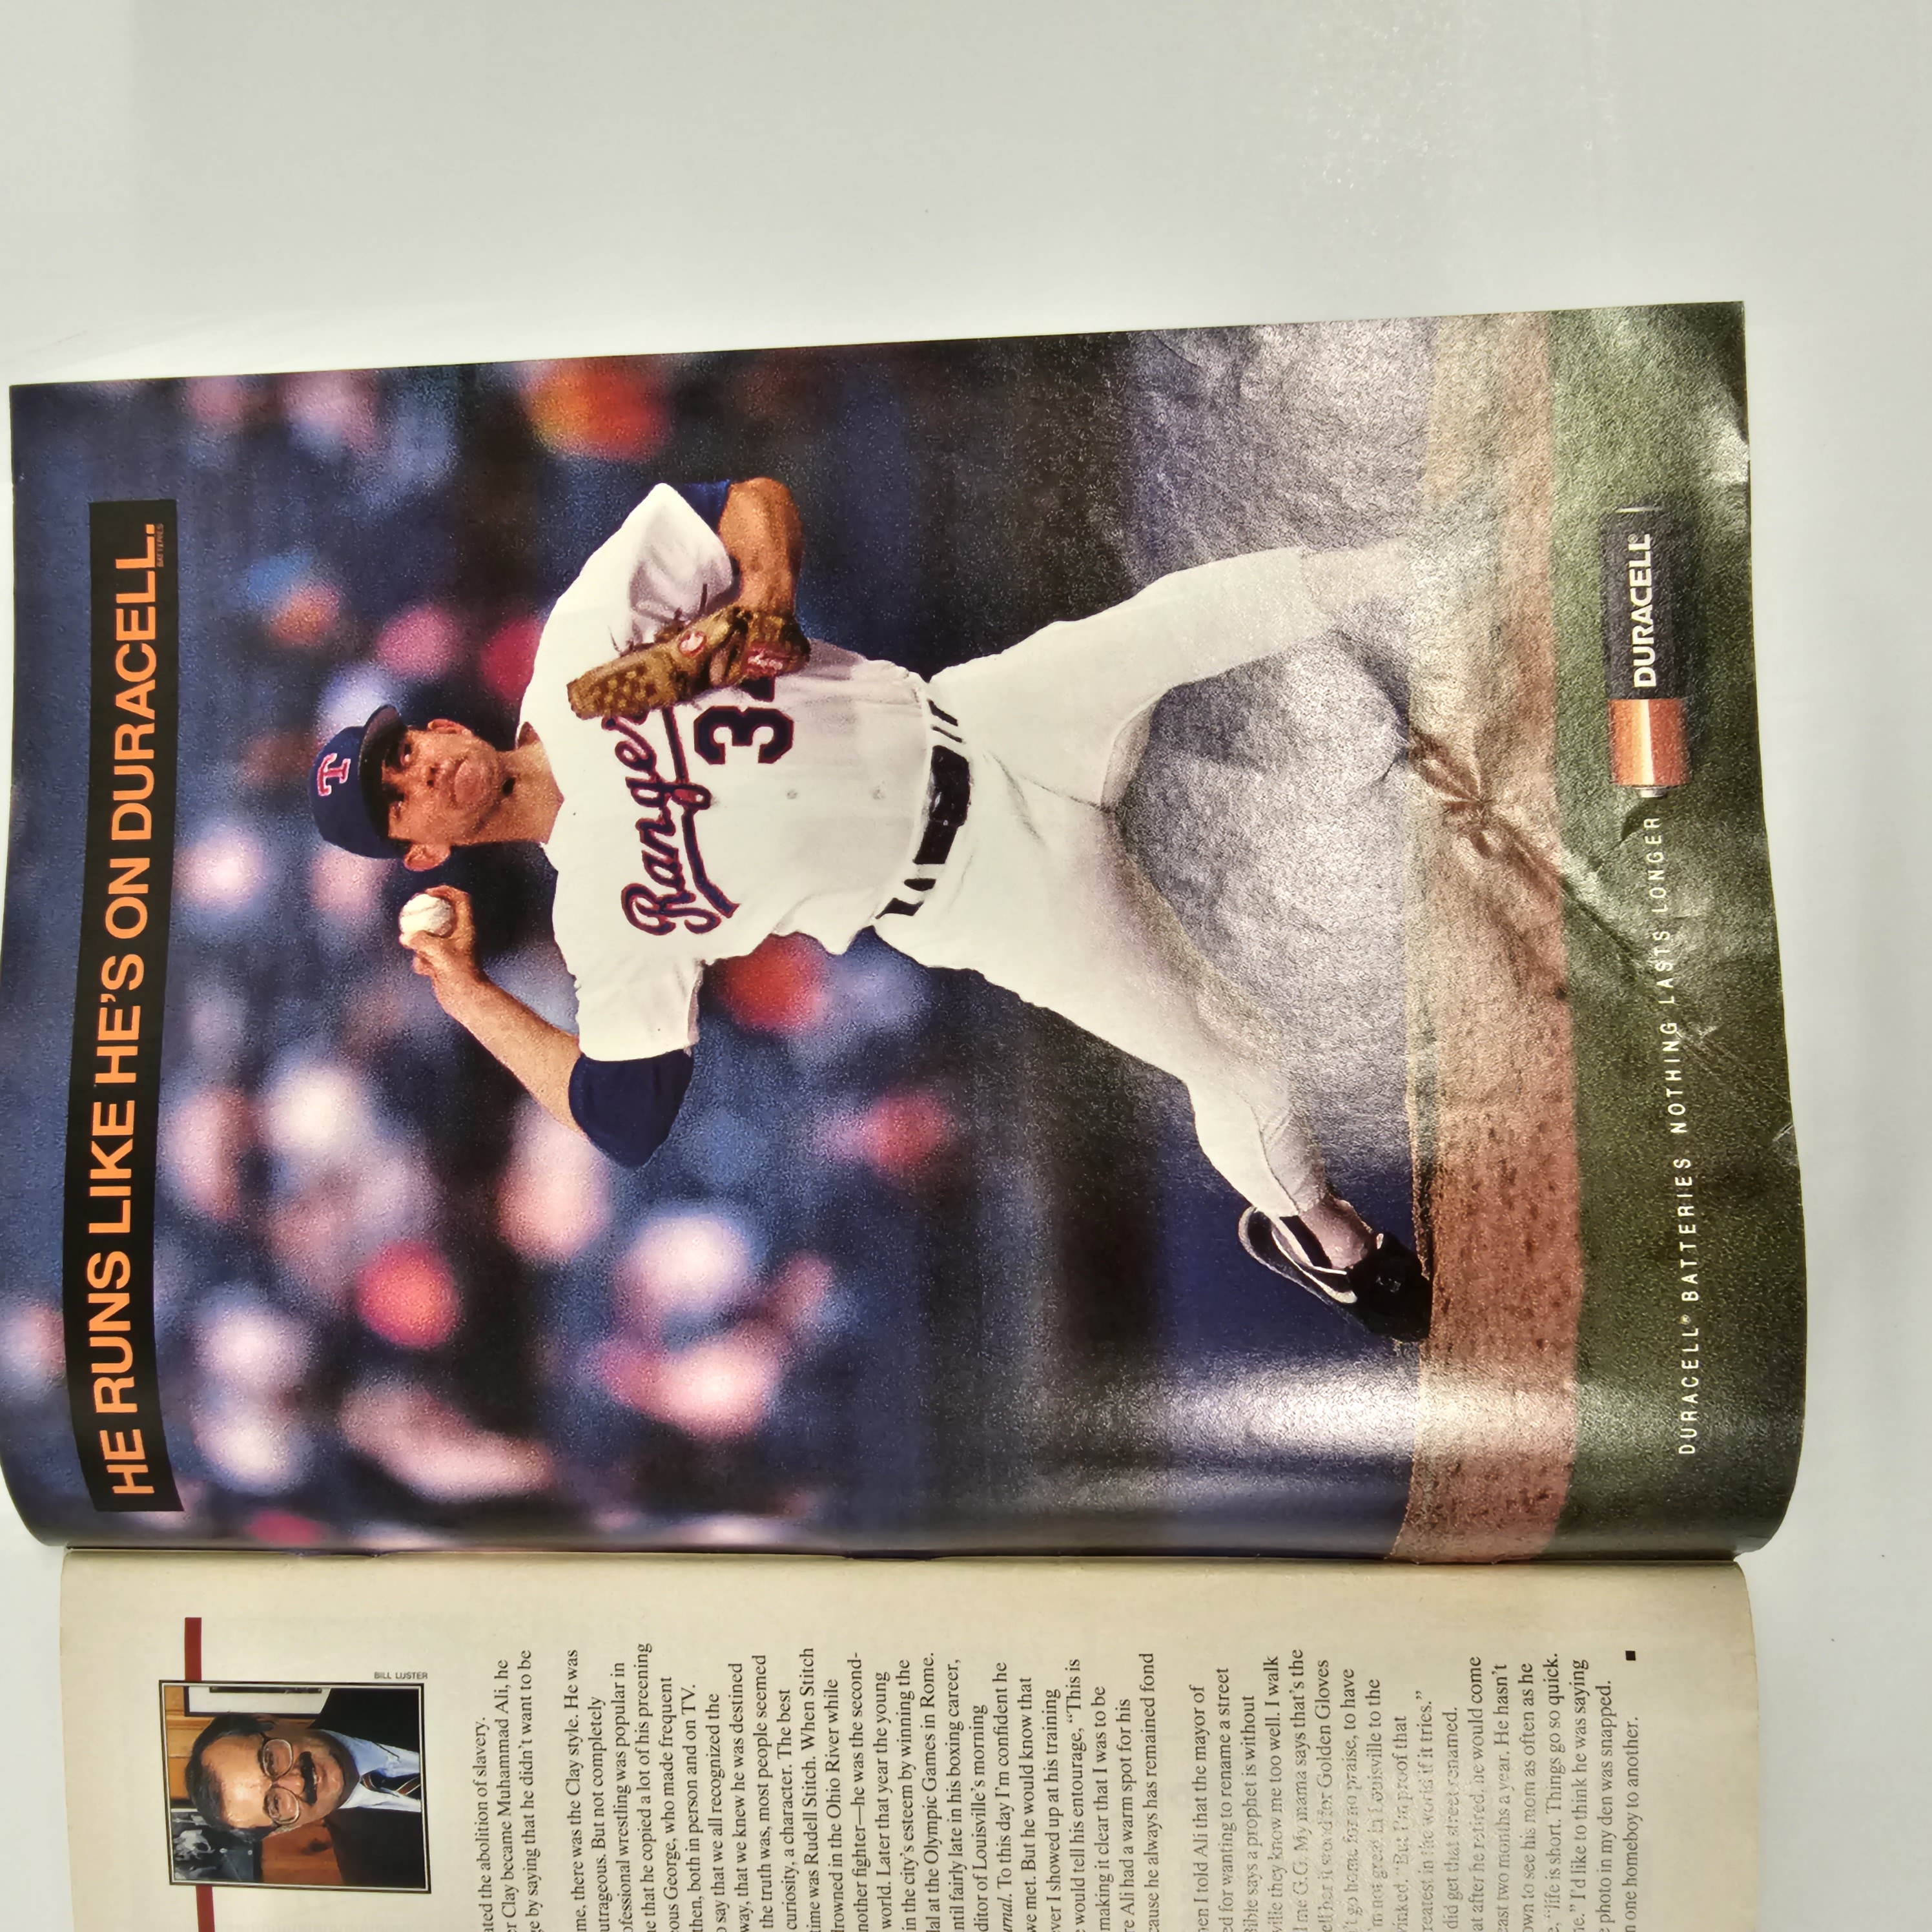 BILL LUSTER
ated the abolition of slavery.
er Clay became Muhammad Ali, he
ge by saying that he didn't want to be
me, there was the Clay style. He was
utrageous. But not completely
ofessional wrestling was popular in
e that he copied a lot of his preening
eous George, who made frequent
then, both in person and on TV.
o say that we all recognized the
way, that we knew he was destined
the truth was, most people seemed
curiosity, a character. The best
time was Rudell Stitch. When Stitch
drowned in the Ohio River while
nother fighter—he was the second-
world. Later that year the young
in the city's esteem by winning the
dal at the Olympic Games in Rome.
ntil fairly late in his boxing career,
ditor of Louisville's morning
urnal. To this day I'm confident he
we met. But he would know that
ever I showed up at his training
e would tell his entourage, “This is
making it clear that I was to be
re Ali had a warm spot for his
cause he always has remained fond
hen I told Ali that the mayor of
ed for wanting to rename a street
Bible says a prophet is without
ville they know me too well. I walk
l me G.G. My mama says that's the
ell her it stood for Golden Gloves
't go home for no praise, to have
'm not great in Louisville to the
winked. “But I'm proof that
reatest in the world if it tries.”
did get that street renamed.
at after he retired, he would come
east two months a year. He hasn't
own to see his mom as often as he
e, “life is short. Things go so quick.
ne.” I'd like to think he was saying
e photo in my den was snapped.
n one homeboy to another. ■
HE RUNS LIKE HE'S ON DURACELL.
BATTERIES
T
Ranger
34
DURACELL® BATTERIES NOTHING LASTS LONGER
DURACELL®